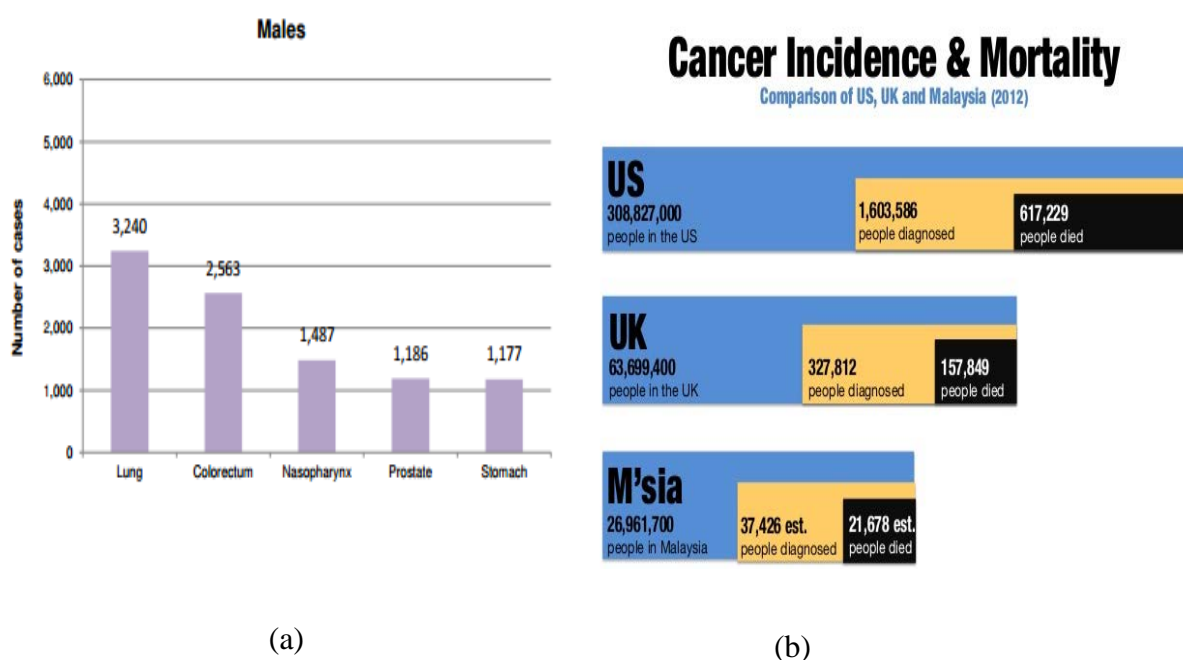 Males
6,000
5,000
4,000
3,000
2,000
1,000
0
Number of cases
3,240
2,563
1,487
1,186
1,177
Lung
Colorectum
Nasopharynx
Prostate
Stomach
(a)
Cancer Incidence & Mortality
Comparison of US, UK and Malaysia (2012)
US
308,827,000
people in the US
1,603,586
people diagnosed
617,229
people died
UK
63,699,400
people in the UK
327,812
people diagnosed
157,849
people died
M'sia
26,961,700
people in Malaysia
37,426 est.
people diagnosed
21,678 est.
people died
(b)